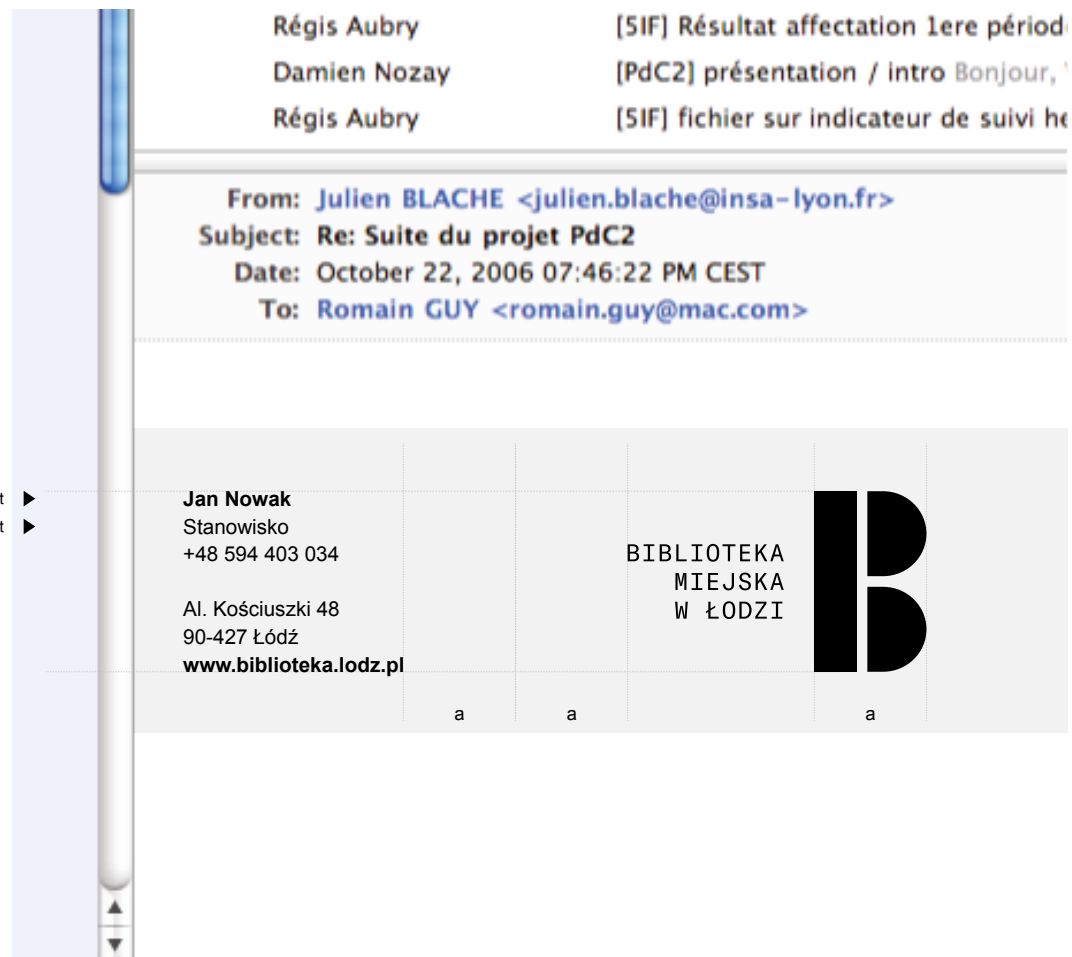 Régis Aubry [5IF] Résultat affectation 1ere périod
Damien Nozay [PdC2] présentation / intro Bonjour,
Régis Aubry [5IF] fichier sur indicateur de suivi he
From: Julien BLACHE <julien.blache@insa-lyon.fr>
Subject: Re: Suite du projet PdC2
Date: October 22, 2006 07:46:22 PM CEST
To: Romain GUY <romain.guy@mac.com>
t
t
Jan Nowak
Stanowisko
+48 594 403 034
Al. Kościuszki 48
90-427 Łódź
www.biblioteka.lodz.pl
BIBLIOTEKA
MIEJSKA
W ŁODZI
a a a